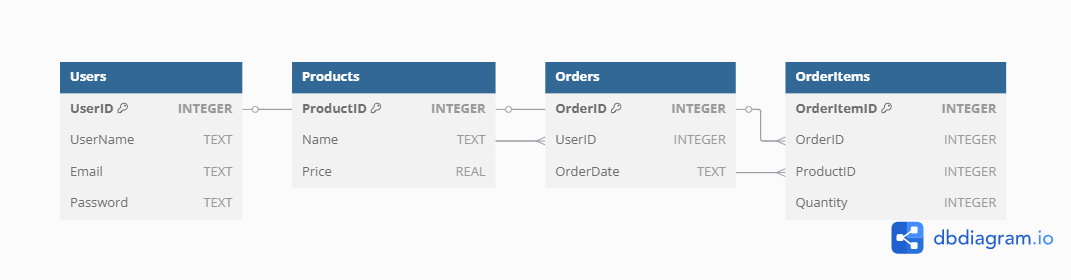 Users
UserID INTEGER
UserName TEXT
Email TEXT
Password TEXT
Products
ProductID INTEGER
Name TEXT
Price REAL
Orders
OrderID INTEGER
UserID INTEGER
OrderDate TEXT
OrderItems
OrderItemID INTEGER
OrderID INTEGER
ProductID INTEGER
Quantity INTEGER
dbdiagram.io